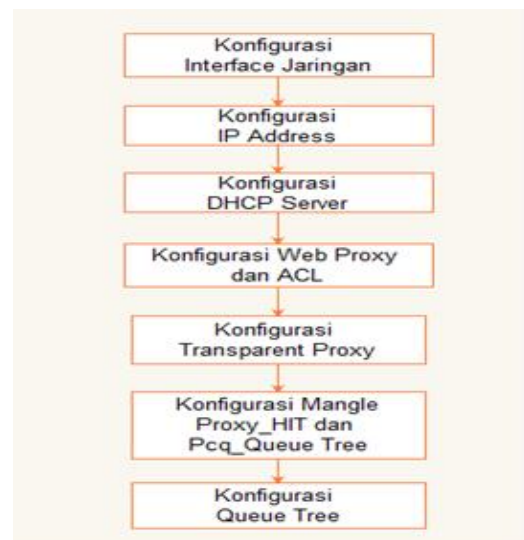 Konfigurasi
Interface Jaringan
Konfigurasi
IP Address
Konfigurasi
DHCP Server
Konfigurasi Web Proxy
dan ACL
Konfigurasi
Transparent Proxy
Konfigurasi Mangle
Proxy_HIT dan
Pcq_Queue Tree
Konfigurasi
Queue Tree